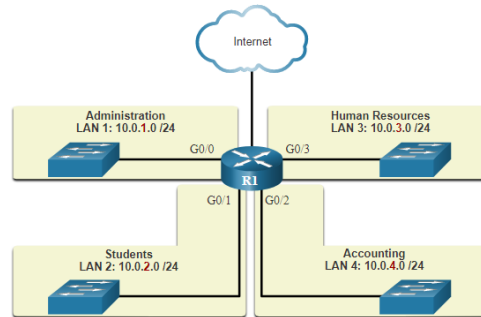 Internet
Administration
LAN 1: 10.0.1.0 /24
Human Resources
LAN 3: 10.0.3.0 /24
G0/0
G0/3
R1
G0/1
G0/2
Students
LAN 2: 10.0.2.0 /24
Accounting
LAN 4: 10.0.4.0 /24